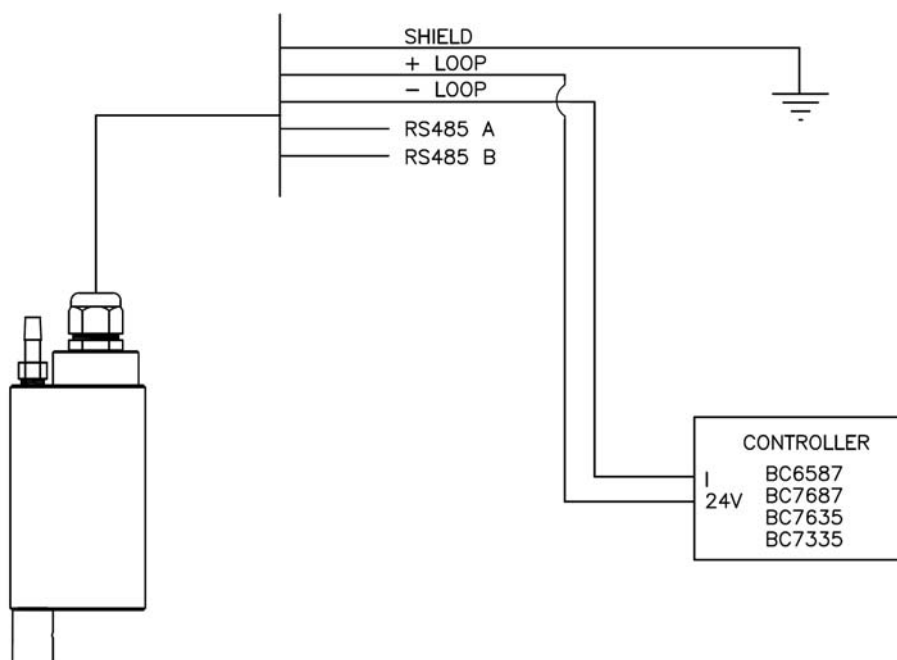 SHIELD
+ LOOP
- LOOP
RS485 A
RS485 B
CONTROLLER
I
24V
BC6587
BC7687
BC7635
BC7335